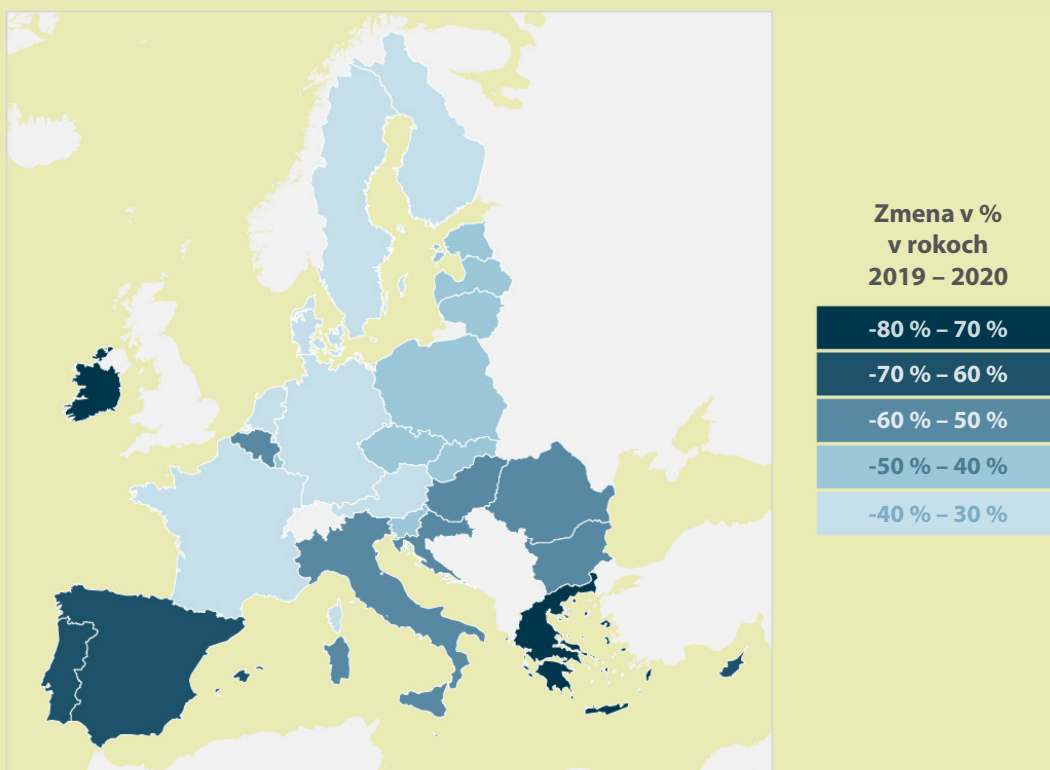 Zmena v %
v rokoch
2019 – 2020
-80 % – 70 %
-70 % – 60 %
-60 % – 50 %
-50 % – 40 %
-40 % – 30 %